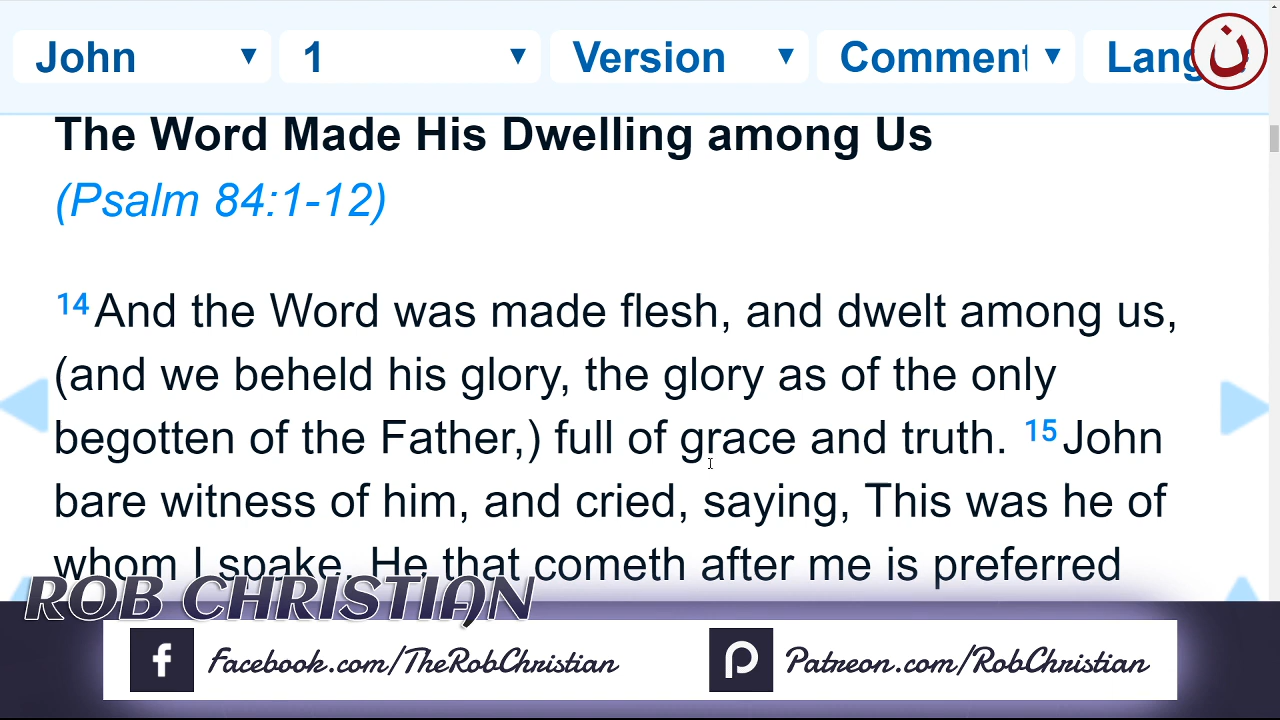 John 1 Version Comment Lang
ن
The Word Made His Dwelling among Us
(Psalm 84:1-12)
14 And the Word was made flesh, and dwelt among us,
(and we beheld his glory, the glory as of the only
begotten of the Father,) full of grace and truth. 15 John
bare witness of him, and cried, saying, This was he of
whom I spake, He that cometh after me is preferred
ROB CHRISTIAN
f Facebook.com/TheRobChristian Patreon.com/RobChristian